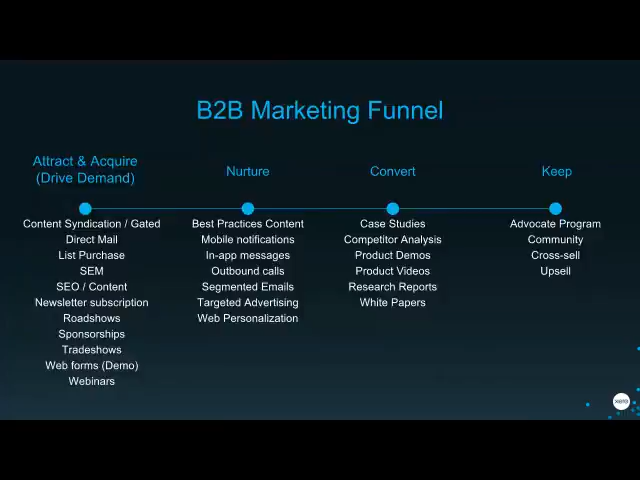 B2B Marketing Funnel
Attract & Acquire
(Drive Demand)
Nurture
Convert
Keep
Content Syndication / Gated
Direct Mail
List Purchase
SEM
SEO / Content
Newsletter subscription
Roadshows
Sponsorships
Tradeshows
Web forms (Demo)
Webinars
Best Practices Content
Mobile notifications
In-app messages
Outbound calls
Segmented Emails
Targeted Advertising
Web Personalization
Case Studies
Competitor Analysis
Product Demos
Product Videos
Research Reports
White Papers
Advocate Program
Community
Cross-sell
Upsell
xero